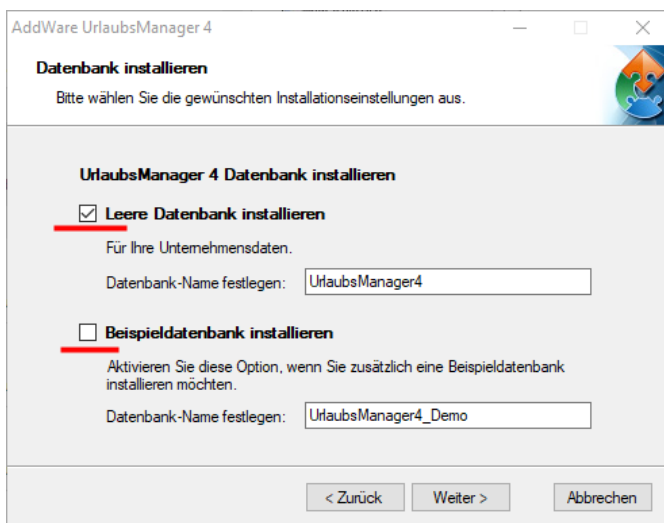 AddWare UrlaubsManager 4
Datenbank installieren
Bitte wählen Sie die gewünschten Installationseinstellungen aus.
UrlaubsManager 4 Datenbank installieren
Leere Datenbank installieren
Für Ihre Unternehmensdaten.
Datenbank-Name festlegen: UrlaubsManager4
Beispieldatenbank installieren
Aktivieren Sie diese Option, wenn Sie zusätzlich eine Beispieldatenbank
installieren möchten.
Datenbank-Name festlegen: UrlaubsManager4_Demo
< Zurück Weiter > Abbrechen